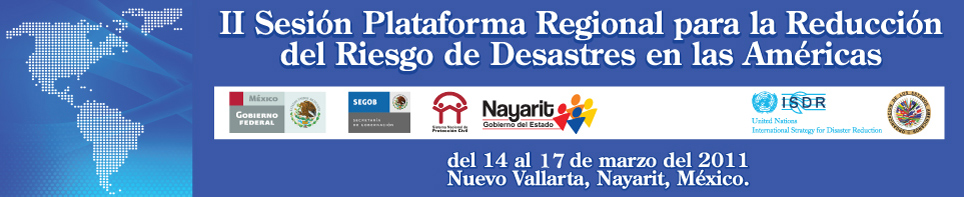 II Sesión Plataforma Regional para la Reducción
del Riesgo de Desastres en las Américas
MÉXICO
GOBIERNO
FEDERAL
SEGOB
SECRETARÍA
DE GOBERNACIÓN
Sistema Nacional de
Protección Civil
Nayarit
Gobierno del Estado
ISDR
United Nations
International Strategy for Disaster Reduction
del 14 al 17 de marzo del 2011
Nuevo Vallarta, Nayarit, México.